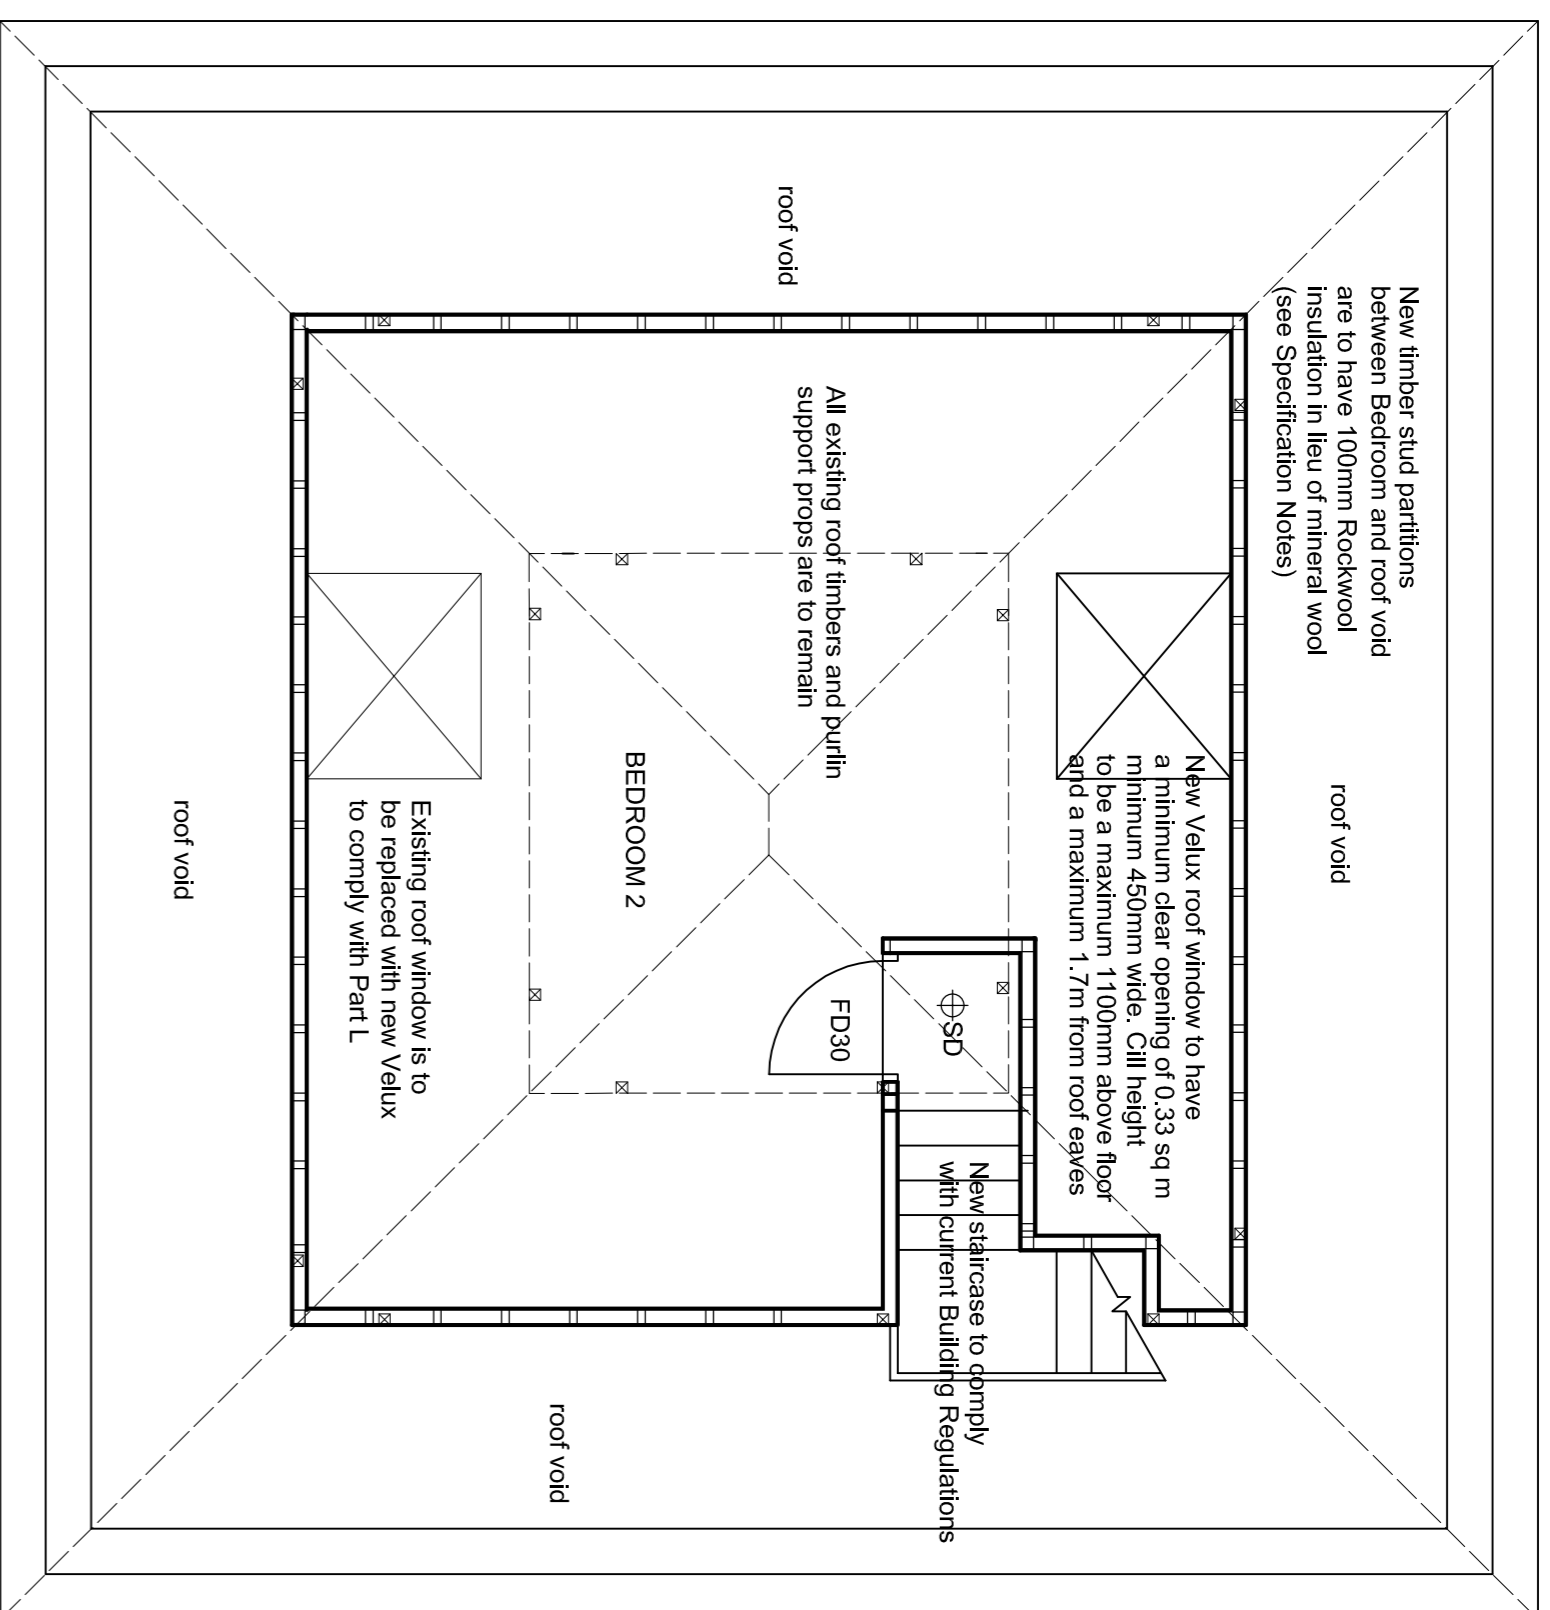 New timber stud partitions
between Bedroom and roof void
are to have 100mm Rockwool
insulation in lieu of mineral wool
(see Specification Notes)
roof void
New Velux roof window to have
a minimum clear opening of 0.33 sq m
minimum 450mm wide. Cill height
to be a maximum 1100mm above floor
and a maximum 1.7m from roof eaves
roof void
All existing roof timbers and purlin
support props are to remain
SD
FD30
New staircase to comply
with current Building Regulations
BEDROOM 2
roof void
Existing roof window is to
be replaced with new Velux
to comply with Part L
roof void